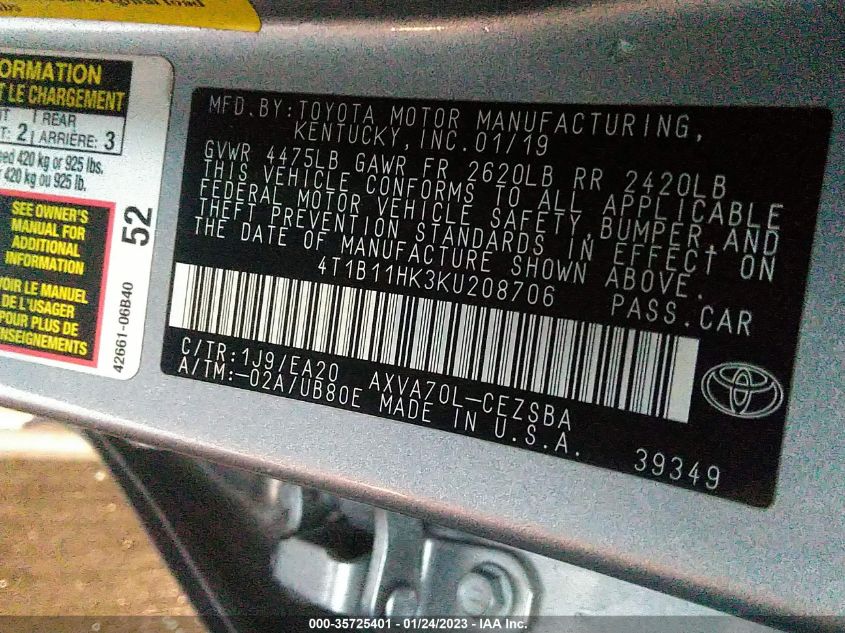 ORMATION
T LE CHARGEMENT
REAR
: 2 ARRIÈRE: 3
eed 420 kg or 925 lbs.
r 420 kg ou 925 lb.
SEE OWNER'S
MANUAL FOR
ADDITIONAL
INFORMATION
LE MANUEL
L'USAGER
POUR PLUS DE
NSEIGNEMENTS
52
42661-06B40
MFD.BY:TOYOTA MOTOR MANUFACTURING,
KENTUCKY,INC.01/19
GVWR 4475LB GAWR FR 2620LB RR 2420LB
THIS VEHICLE CONFORMS TO ALL APPLICABLE
FEDERAL MOTOR VEHICLE SAFETY,BUMPER,AND
THEFT PREVENTION STANDARDS IN EFFECT ON
THE DATE OF MANUFACTURE SHOWN ABOVE.
4T1B11HK3KU208706 PASS.CAR
C/TR:1J9/EA20 AXVA70L-CEZSBA
A/TM:-02A/UB80E MADE IN U.S.A.
39349
000-35725401 - 01/24/2023 - IAA Inc.